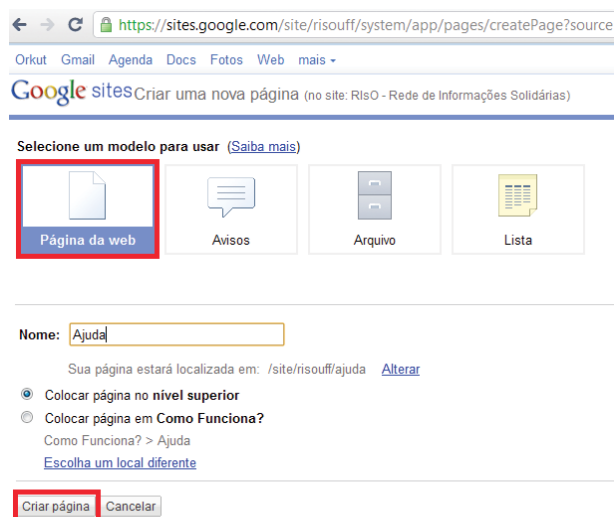 https://sites.google.com/site/risouff/system/app/pages/createPage?source
Orkut Gmail Agenda Docs Fotos Web mais
Google sites Criar uma nova página (no site: RIsO - Rede de Informações Solidárias)
Selecione um modelo para usar (Saiba mais)
Página da web Avisos Arquivo Lista
Nome: Ajuda
Sua página estará localizada em: /site/risouff/ajuda Alterar
Colocar página no nível superior
Colocar página em Como Funciona?
Como Funciona? > Ajuda
Escolha um local diferente
Criar página Cancelar